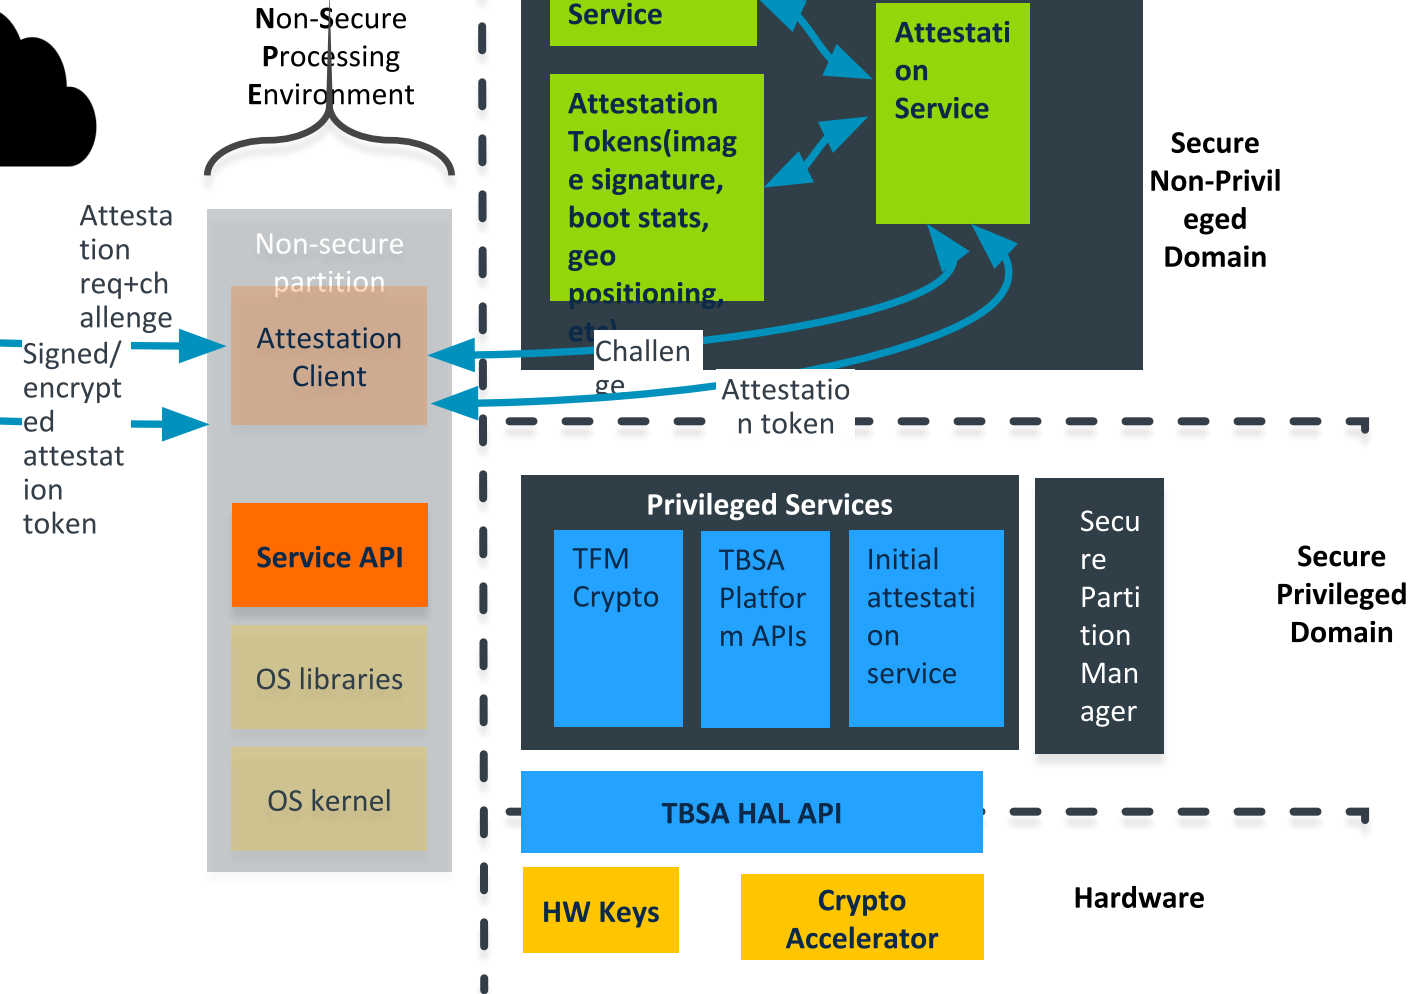 Non-Secure
Processing
Environment
Service
Attestati
on
Service
Attestation
Tokens(imag
e signature,
boot stats,
geo
positioning,
etc)
Secure
Non-Privil
eged
Domain
Attesta
tion
req+ch
allenge
Signed/
encrypt
ed
attestat
ion
token
Non-secure
partition
Attestation
Client
Challen
ge
Attestatio
n token
Service API
OS libraries
OS kernel
Privileged Services
TFM
Crypto
TBSA
Platfor
m APIs
Initial
attestati
on
service
Secu
re
Parti
tion
Man
ager
Secure
Privileged
Domain
TBSA HAL API
HW Keys
Crypto
Accelerator
Hardware